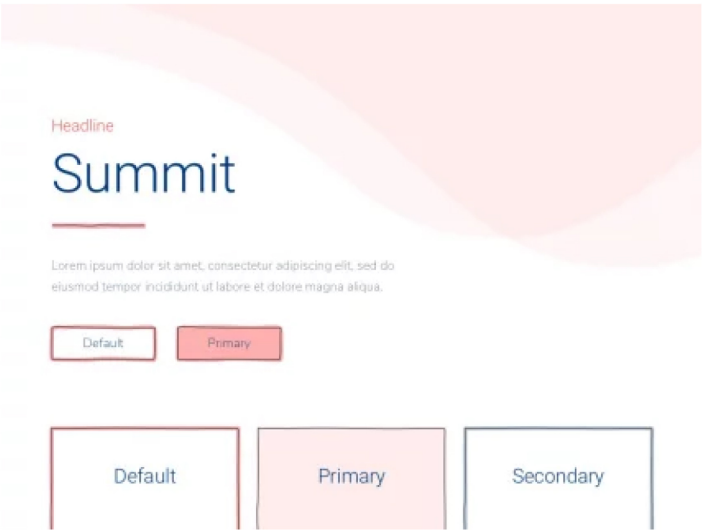 Headline
Summit
Lorem ipsum dolor sit amet, consectetur adipiscing elit, sed do
eiusmod tempor incididunt ut labore et dolore magna aliqua.
Default Primary
Default Primary Secondary